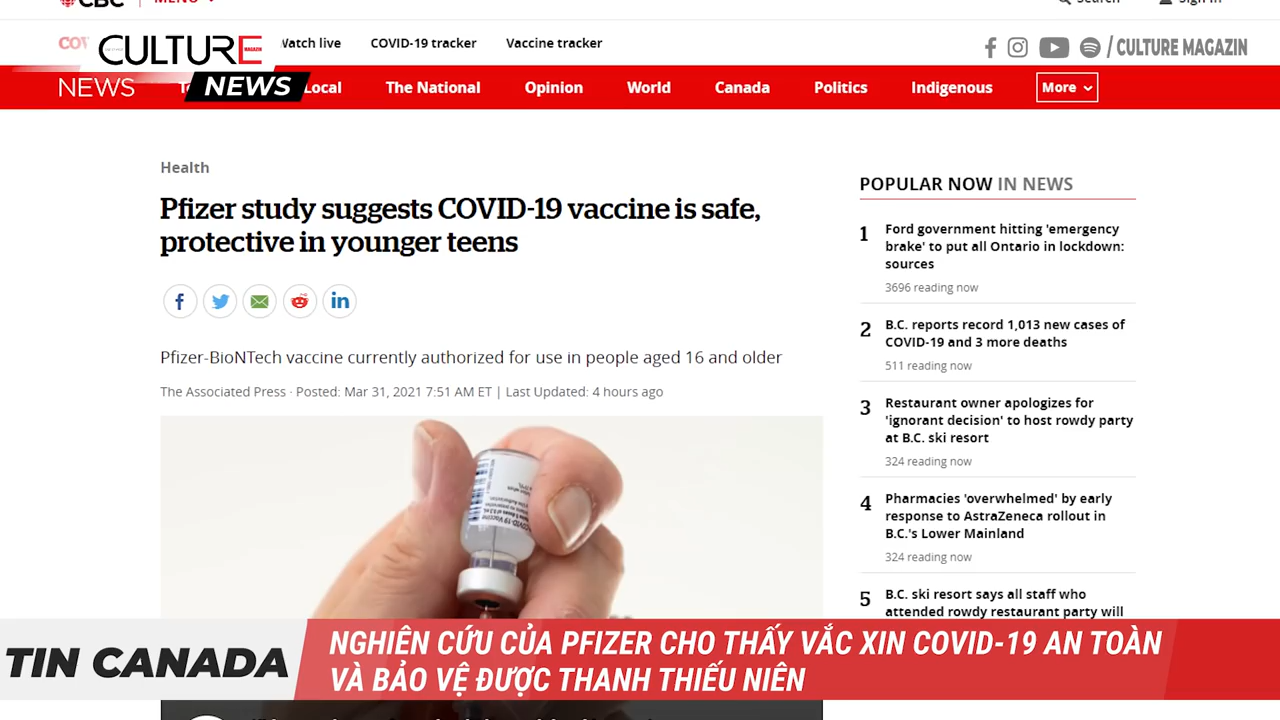 CBC | MENU
Search
Sign In
CULTURE MAGAZIN
NEWS
Watch live
COVID-19 tracker
Vaccine tracker
/ CULTURE MAGAZIN
NEWS
Local
The National
Opinion
World
Canada
Politics
Indigenous
More
Health
Pfizer study suggests COVID-19 vaccine is safe,
protective in younger teens
Pfizer-BioNTech vaccine currently authorized for use in people aged 16 and older
The Associated Press · Posted: Mar 31, 2021 7:51 AM ET | Last Updated: 4 hours ago
POPULAR NOW IN NEWS
1
Ford government hitting 'emergency
brake' to put all Ontario in lockdown:
sources
3696 reading now
2
B.C. reports record 1,013 new cases of
COVID-19 and 3 more deaths
511 reading now
3
Restaurant owner apologizes for
'ignorant decision' to host rowdy party
at B.C. ski resort
324 reading now
4
Pharmacies 'overwhelmed' by early
response to AstraZeneca rollout in
B.C.'s Lower Mainland
324 reading now
5
B.C. ski resort says all staff who
attended rowdy restaurant party will
TIN CANADA
NGHIÊN CỨU CỦA PFIZER CHO THẤY VẮC XIN COVID-19 AN TOÀN
VÀ BẢO VỆ ĐƯỢC THANH THIẾU NIÊN